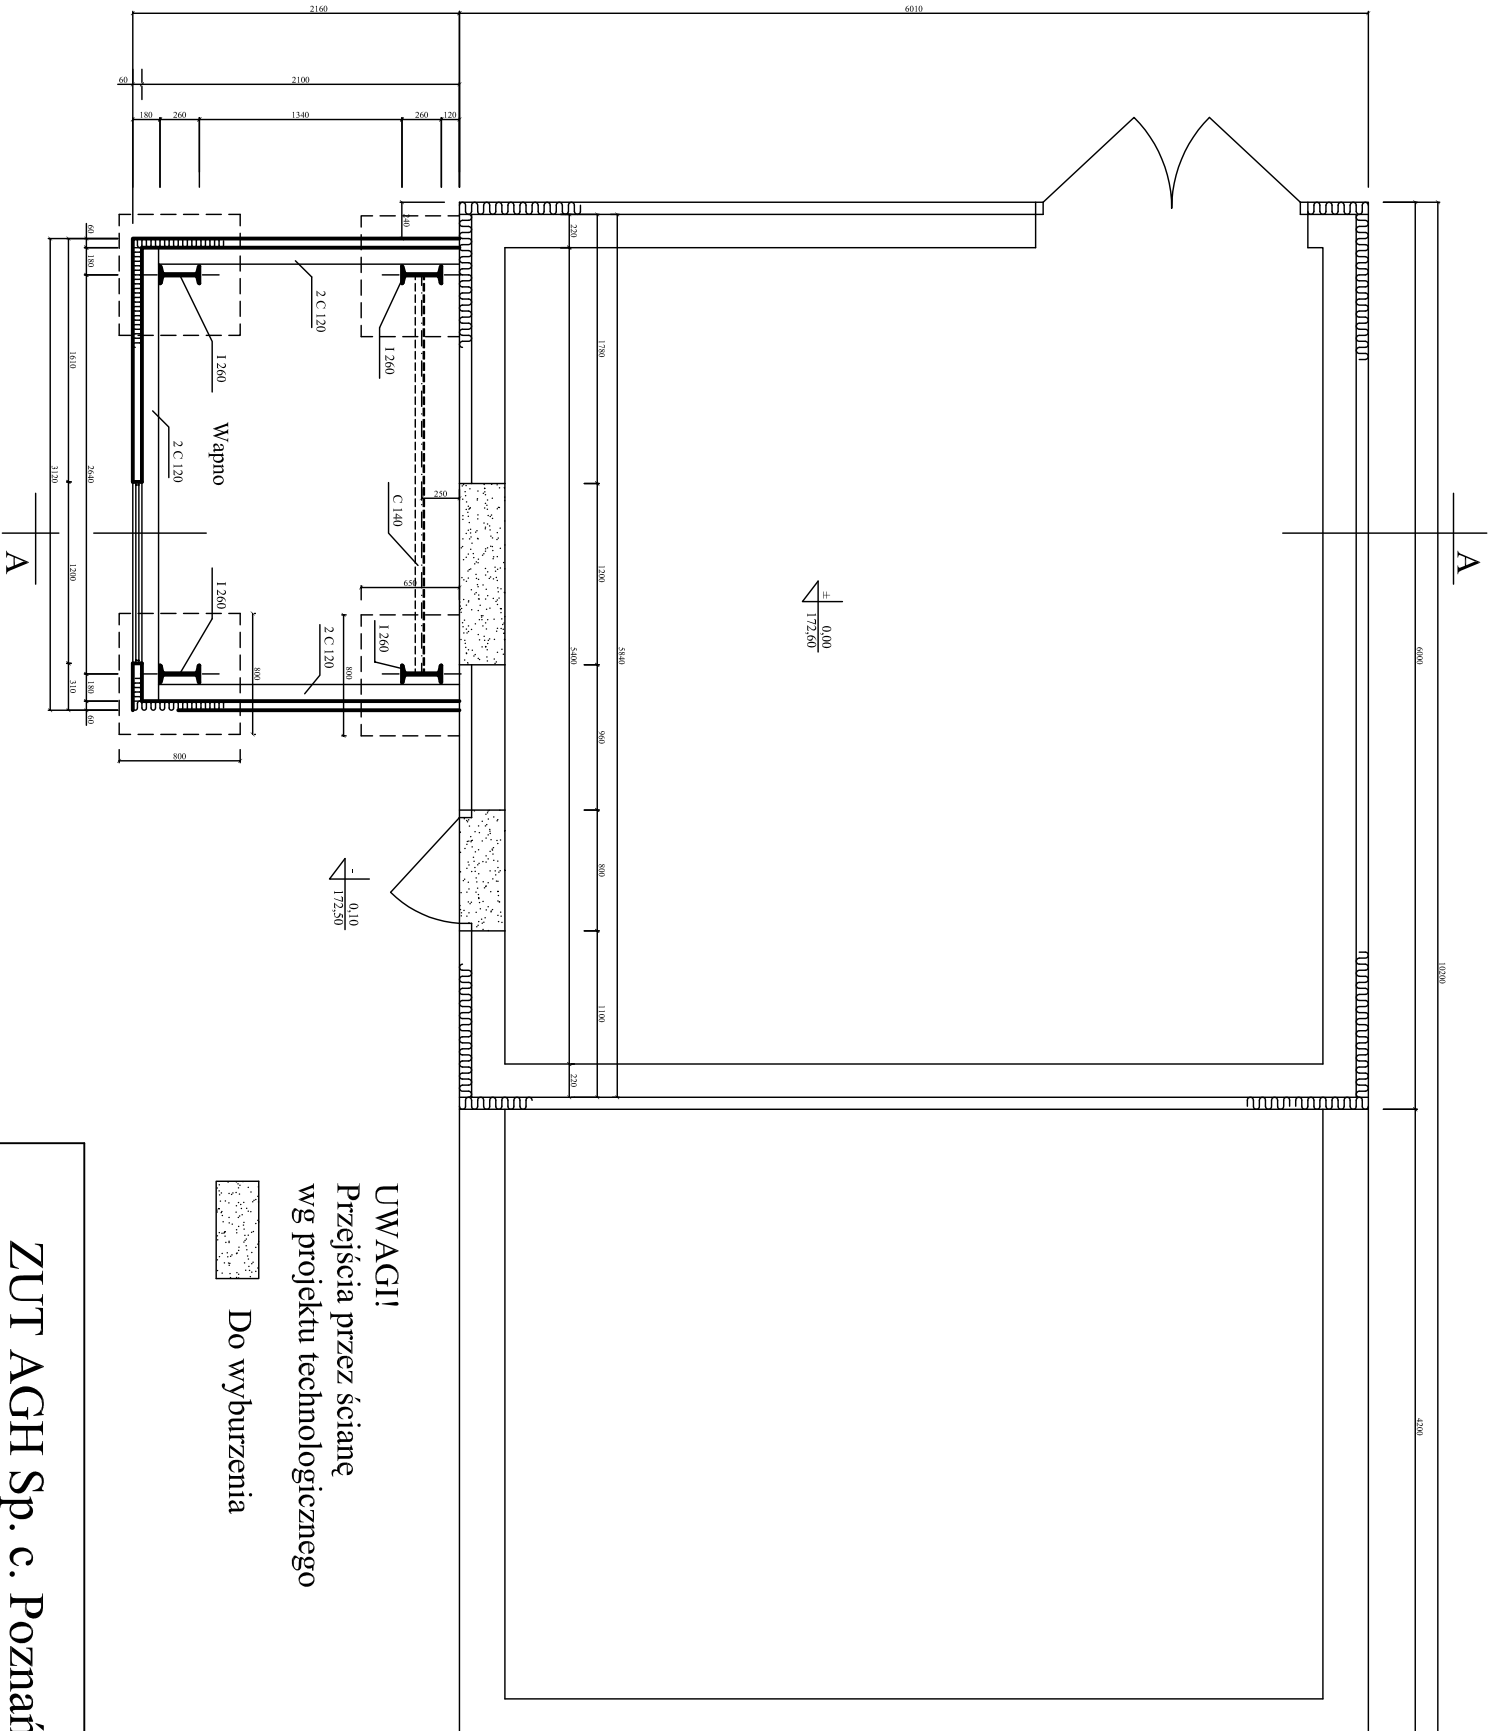 2160
6010
60
2100
180
260
1340
260
120
240
60
180
2640
180
60
1610
1200
310
3120
220
5400
220
1780
1200
960
800
1100
5840
6000
4200
10200
250
650
800
800
800
I 260
I 260
I 260
I 260
2 C 120
2 C 120
2 C 120
C 140
Wapno
A
A
± 0,00
172,60
- 0,10
172,50
UWAGI!
Przejścia przez ścianę
wg projektu technologicznego
Do wyburzenia
ZUT AGH Sp. c. Poznań